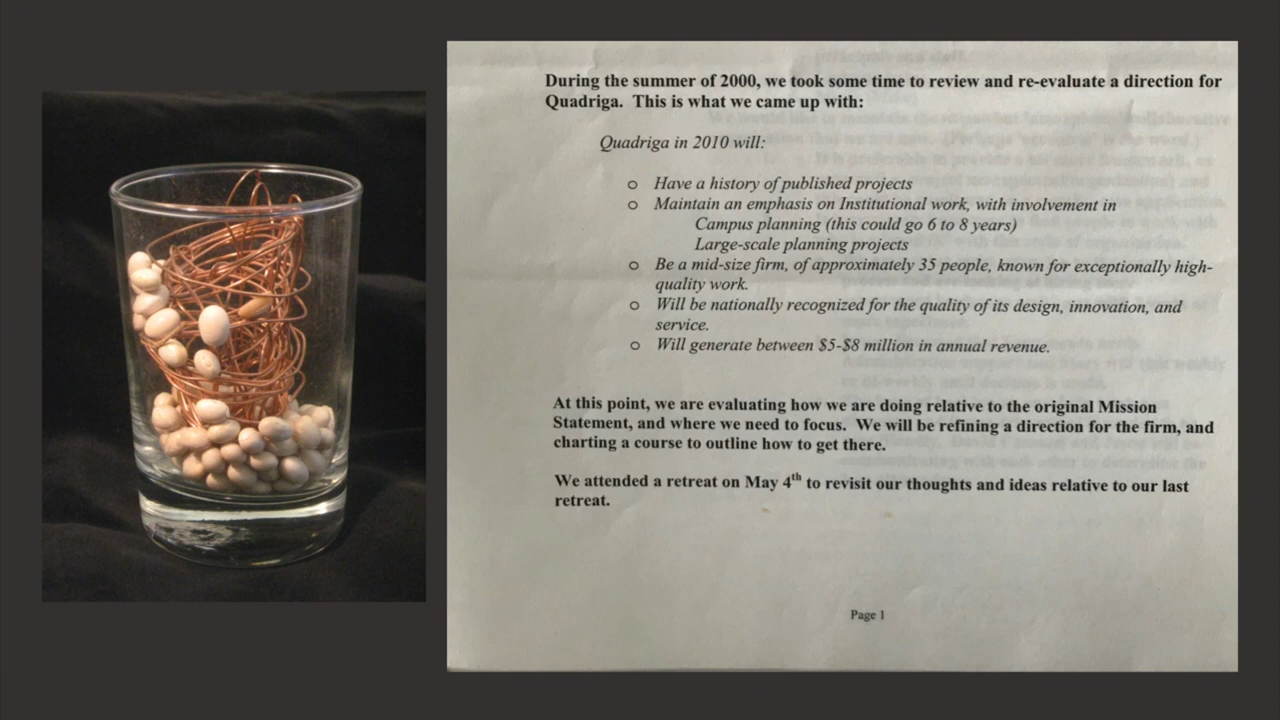 During the summer of 2000, we took some time to review and re-evaluate a direction for
Quadriga. This is what we came up with:
Quadriga in 2010 will:
o Have a history of published projects
o Maintain an emphasis on Institutional work, with involvement in
Campus planning (this could go 6 to 8 years)
Large-scale planning projects
o Be a mid-size firm, of approximately 35 people, known for exceptionally high-
quality work.
o Will be nationally recognized for the quality of its design, innovation, and
service.
o Will generate between $5-$8 million in annual revenue.
At this point, we are evaluating how we are doing relative to the original Mission
Statement, and where we need to focus. We will be refining a direction for the firm, and
charting a course to outline how to get there.
We attended a retreat on May 4th to revisit our thoughts and ideas relative to our last
retreat.
Page 1